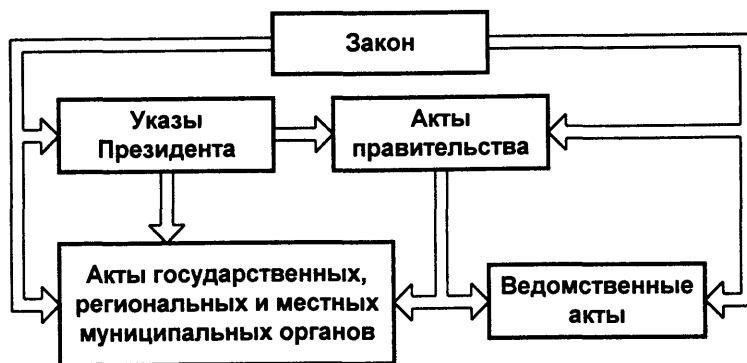 Закон
Указы
Президента
Акты
правительства
Акты государственных,
региональных и местных
муниципальных органов
Ведомственные
акты